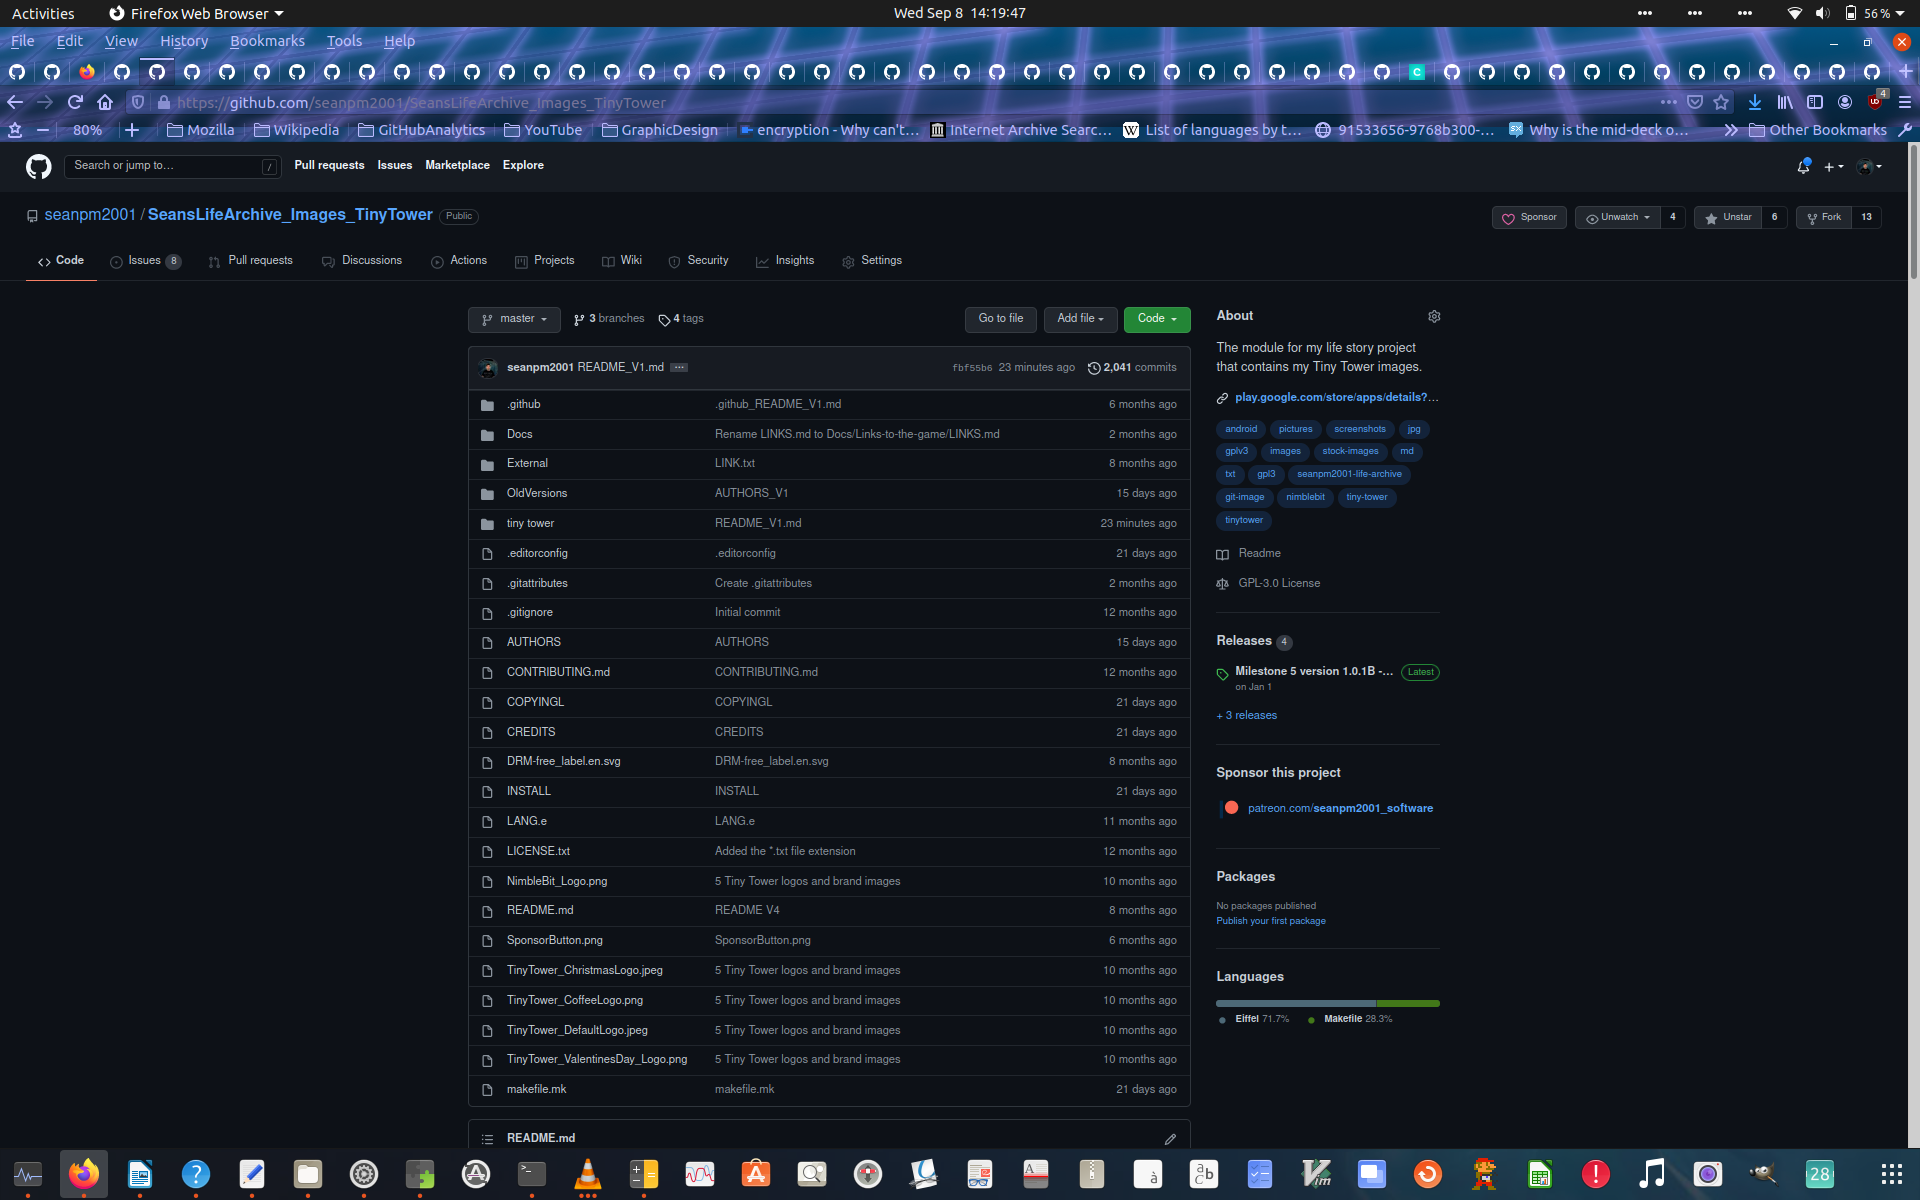 Activities Firefox Web Browser Wed Sep 8 14:19:47 56 %
File Edit View History Bookmarks Tools Help
https://github.com/seanpm2001/SeansLifeArchive_Images_TinyTower 4
80% Mozilla Wikipedia GitHubAnalytics YouTube GraphicDesign encryption - Why can't... Internet Archive Searc... List of languages by t... 91533656-9768b300-... Why is the mid-deck o... Other Bookmarks
Search or jump to... / Pull requests Issues Marketplace Explore
seanpm2001 / SeansLifeArchive_Images_TinyTower Public Sponsor Unwatch 4 Unstar 6 Fork 13
Code Issues 8 Pull requests Discussions Actions Projects Wiki Security Insights Settings
master 3 branches 4 tags Go to file Add file Code
seanpm2001 README_V1.md ... fbf55b6 23 minutes ago 2,041 commits
.github .github_README_V1.md 6 months ago
Docs Rename LINKS.md to Docs/Links-to-the-game/LINKS.md 2 months ago
External LINK.txt 8 months ago
OldVersions AUTHORS_V1 15 days ago
tiny tower README_V1.md 23 minutes ago
.editorconfig .editorconfig 21 days ago
.gitattributes Create .gitattributes 2 months ago
.gitignore Initial commit 12 months ago
AUTHORS AUTHORS 15 days ago
CONTRIBUTING.md CONTRIBUTING.md 12 months ago
COPYINGL COPYINGL 21 days ago
CREDITS CREDITS 21 days ago
DRM-free_label.en.svg DRM-free_label.en.svg 8 months ago
INSTALL INSTALL 21 days ago
LANG.e LANG.e 11 months ago
LICENSE.txt Added the *.txt file extension 12 months ago
NimbleBit_Logo.png 5 Tiny Tower logos and brand images 10 months ago
README.md README V4 8 months ago
SponsorButton.png SponsorButton.png 6 months ago
TinyTower_ChristmasLogo.jpeg 5 Tiny Tower logos and brand images 10 months ago
TinyTower_CoffeeLogo.png 5 Tiny Tower logos and brand images 10 months ago
TinyTower_DefaultLogo.jpeg 5 Tiny Tower logos and brand images 10 months ago
TinyTower_ValentinesDay_Logo.png 5 Tiny Tower logos and brand images 10 months ago
makefile.mk makefile.mk 21 days ago
README.md
About
The module for my life story project
that contains my Tiny Tower images.
play.google.com/store/apps/details?...
android pictures screenshots jpg
gplv3 images stock-images md
txt gpl3 seanpm2001-life-archive
git-image nimblebit tiny-tower
tinytower
Readme
GPL-3.0 License
Releases 4
Milestone 5 version 1.0.1B -... Latest
on Jan 1
+ 3 releases
Sponsor this project
patreon.com/seanpm2001_software
Packages
No packages published
Publish your first package
Languages
Eiffel 71.7% Makefile 28.3%
28